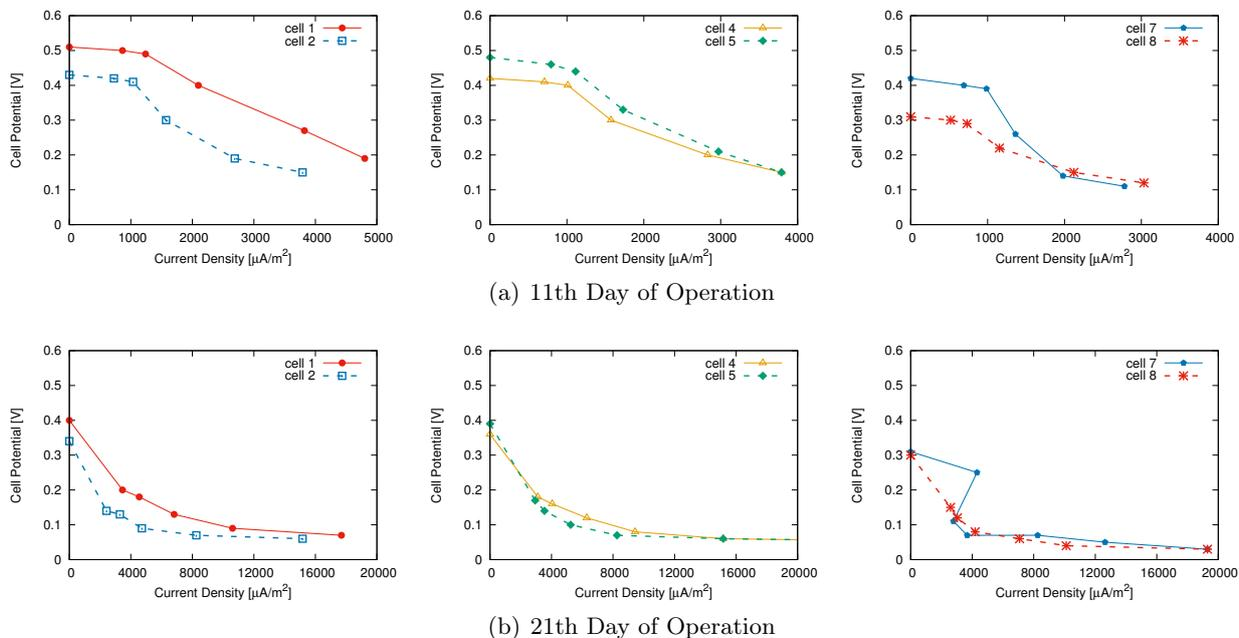 0.6
0.5
0.4
0.3
0.2
0.1
0
Cell Potential [V]
cell 1
cell 2
0 1000 2000 3000 4000 5000
Current Density [µA/m²]
0.6
0.5
0.4
0.3
0.2
0.1
0
Cell Potential [V]
cell 4
cell 5
0 1000 2000 3000 4000
Current Density [µA/m²]
0.6
0.5
0.4
0.3
0.2
0.1
0
Cell Potential [V]
cell 7
cell 8
0 1000 2000 3000 4000
Current Density [µA/m²]
(a) 11th Day of Operation
0.6
0.5
0.4
0.3
0.2
0.1
0
Cell Potential [V]
cell 1
cell 2
0 4000 8000 12000 16000 20000
Current Density [µA/m²]
0.6
0.5
0.4
0.3
0.2
0.1
0
Cell Potential [V]
cell 4
cell 5
0 4000 8000 12000 16000 20000
Current Density [µA/m²]
0.6
0.5
0.4
0.3
0.2
0.1
0
Cell Potential [V]
cell 7
cell 8
0 4000 8000 12000 16000 20000
Current Density [µA/m²]
(b) 21th Day of Operation